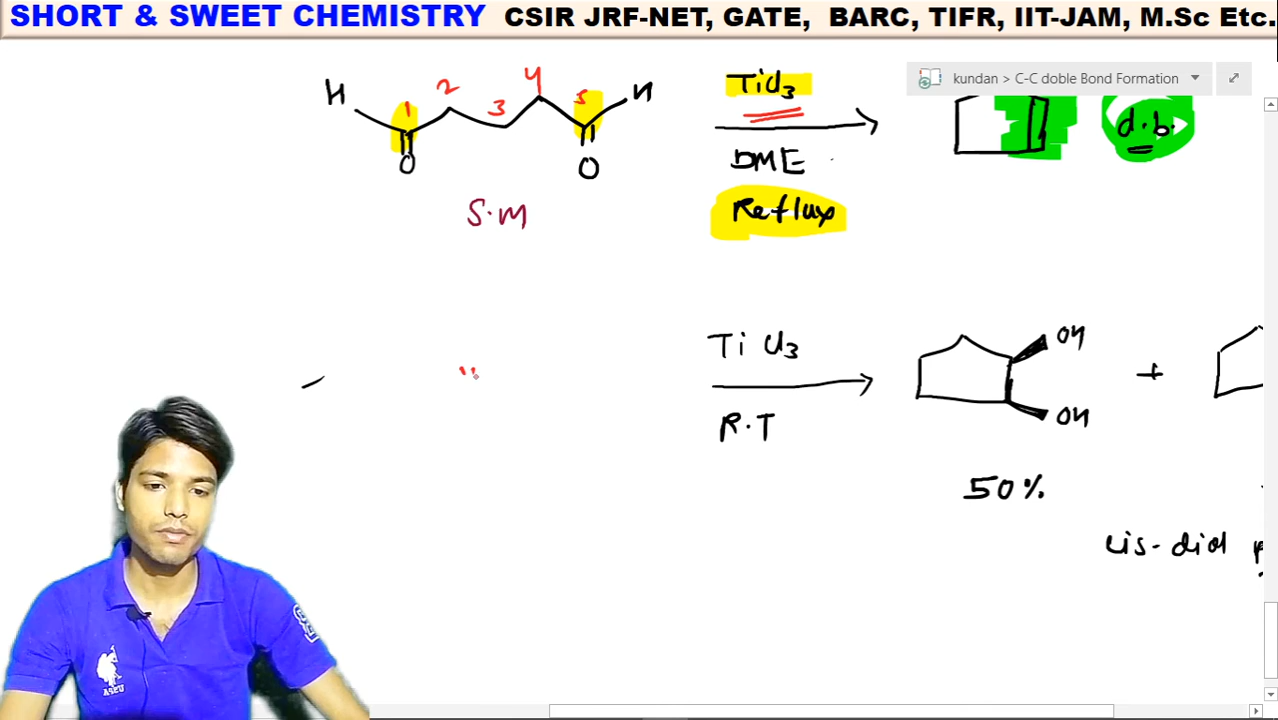 SHORT & SWEET CHEMISTRY CSIR JRF-NET, GATE, BARC, TIFR, IIT-JAM, M.Sc Etc.
kundan > C-C doble Bond Formation
H 1 2 3 4 5 H
O O
TiCl3
DME
Reflux
d.b.
S.M
TiCl3
R.T
OH
OH
+
50%
cis-diol
USPA